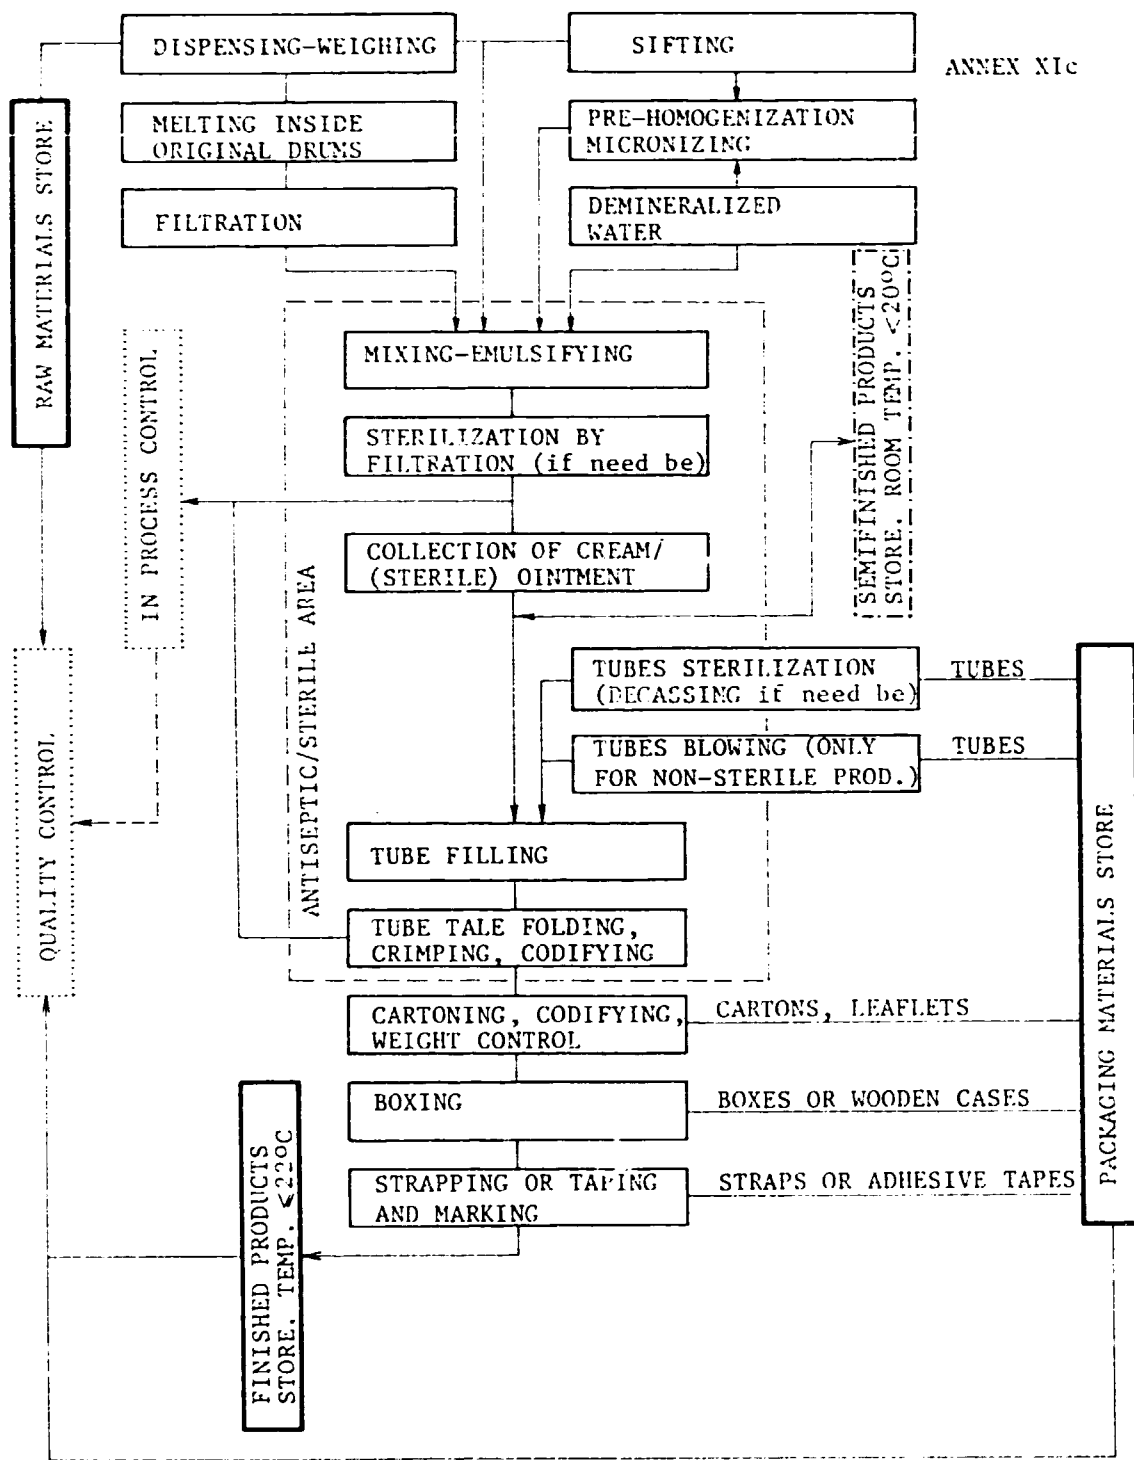 DISPENSING-WEIGHING
SIFTING
ANNEX XIc
MELTING INSIDE
ORIGINAL DRUMS
PRE-HOMOGENIZATION
MICRONIZING
FILTRATION
DEMINERALIZED
WATER
RAW MATERIALS STORE
IN PROCESS CONTROL
QUALITY CONTROL
ANTISEPTIC/STERILE AREA
MIXING-EMULSIFYING
STERILIZATION BY
FILTRATION (if need be)
COLLECTION OF CREAM/
(STERILE) OINTMENT
SEMIFINISHED PRODUCTS
STORE. ROOM TEMP. <20°C
TUBES STERILIZATION
(DECASSING if need be)
TUBES
TUBES BLOWING (ONLY
FOR NON-STERILE PROD.)
TUBES
PACKAGING MATERIALS STORE
TUBE FILLING
TUBE TALE FOLDING,
CRIMPING, CODIFYING
CARTONING, CODIFYING,
WEIGHT CONTROL
CARTONS, LEAFLETS
BOXING
BOXES OR WOODEN CASES
STRAPPING OR TAPING
AND MARKING
STRAPS OR ADHESIVE TAPES
FINISHED PRODUCTS
STORE. TEMP. ≤22°C